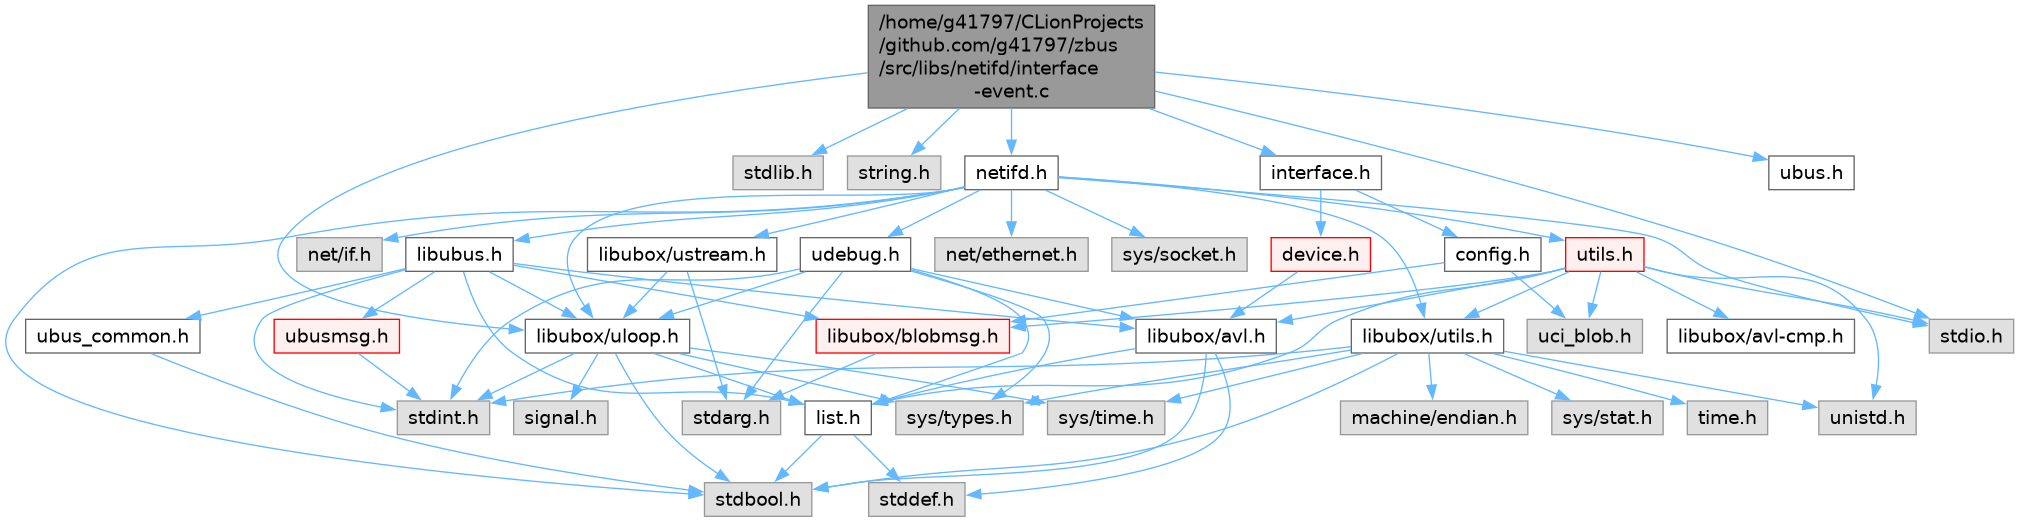 /home/g41797/CLionProjects
/github.com/g41797/zbus
/src/libs/netifd/interface
-event.c
stdlib.h
string.h
netifd.h
interface.h
ubus.h
net/if.h
libubus.h
libubox/ustream.h
udebug.h
net/ethernet.h
sys/socket.h
device.h
config.h
utils.h
ubus_common.h
ubusmsg.h
libubox/uloop.h
libubox/blobmsg.h
libubox/avl.h
libubox/utils.h
uci_blob.h
libubox/avl-cmp.h
stdio.h
stdint.h
signal.h
stdarg.h
list.h
sys/types.h
sys/time.h
machine/endian.h
sys/stat.h
time.h
unistd.h
stdbool.h
stddef.h